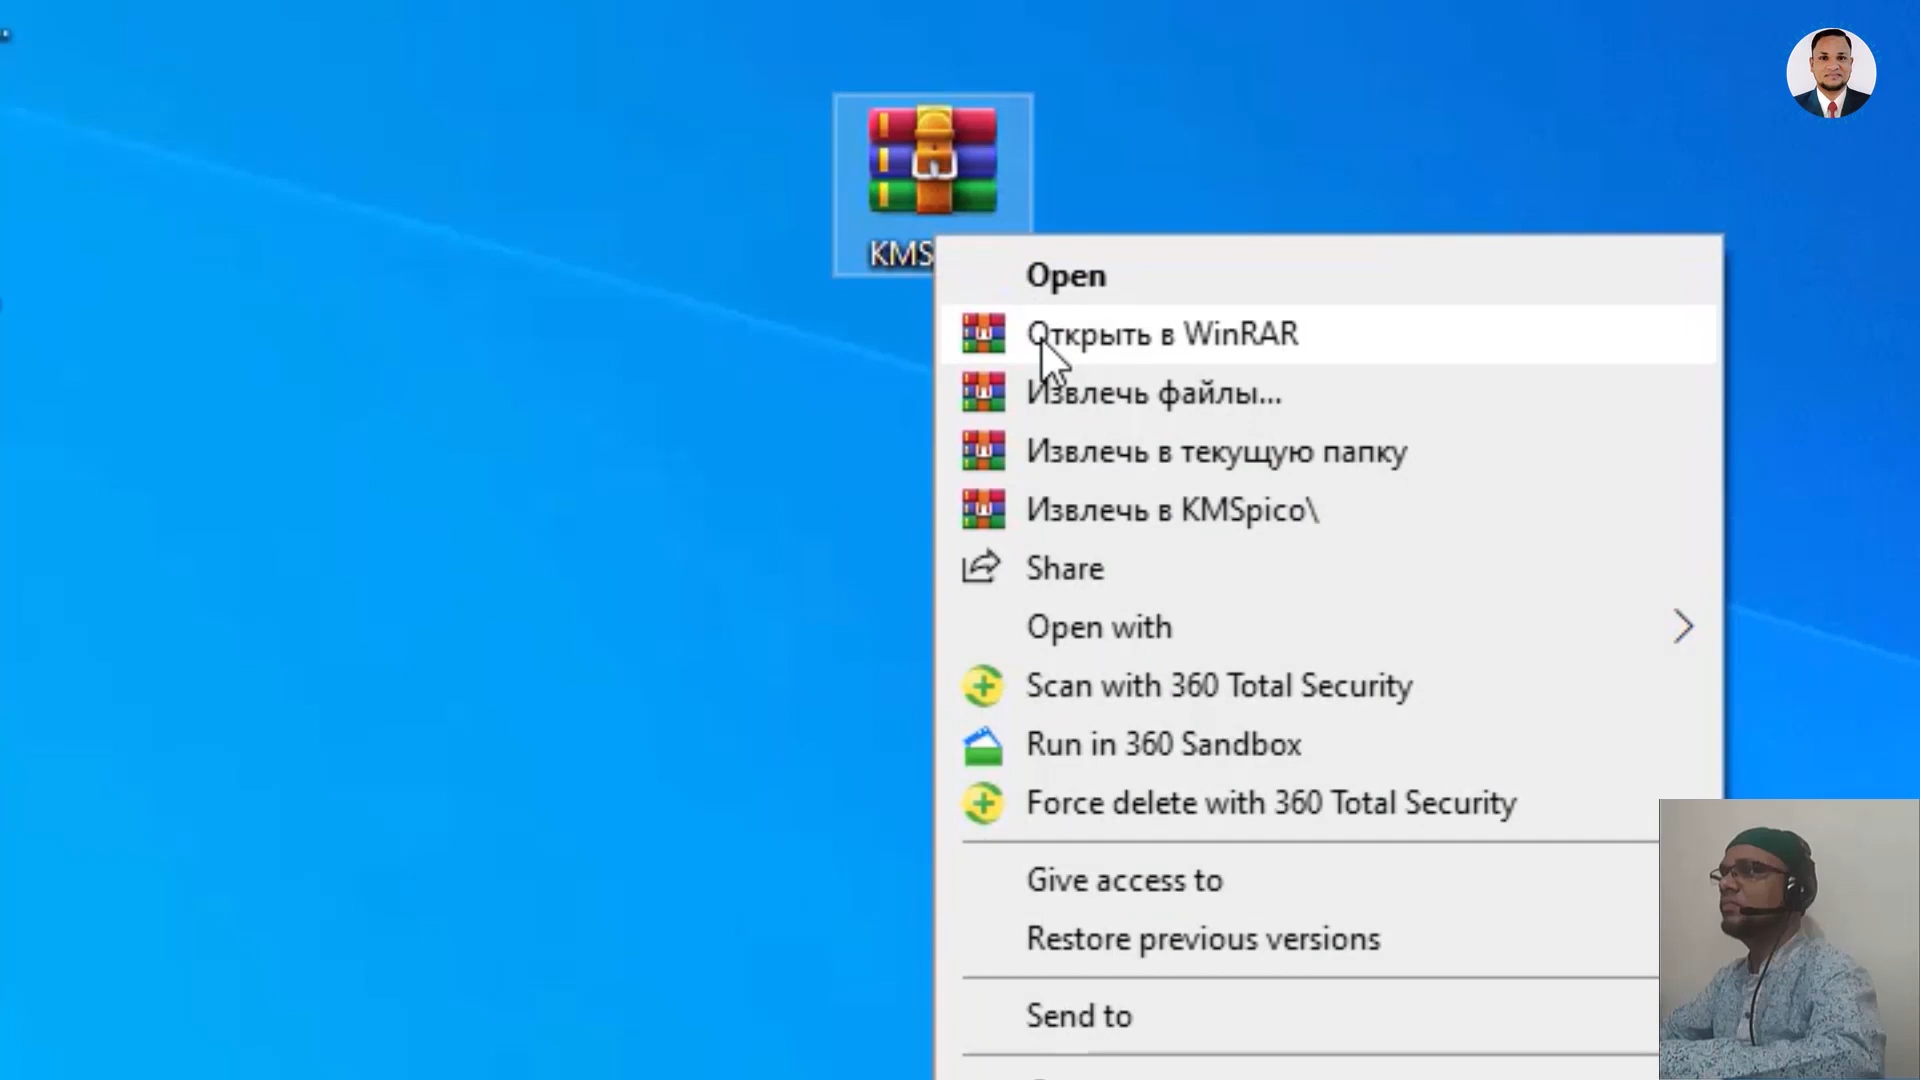 KMS
Open
Открыть в WinRAR
Извлечь файлы...
Извлечь в текущую папку
Извлечь в KMSpico\
Share
Open with
Scan with 360 Total Security
Run in 360 Sandbox
Force delete with 360 Total Security
Give access to
Restore previous versions
Send to